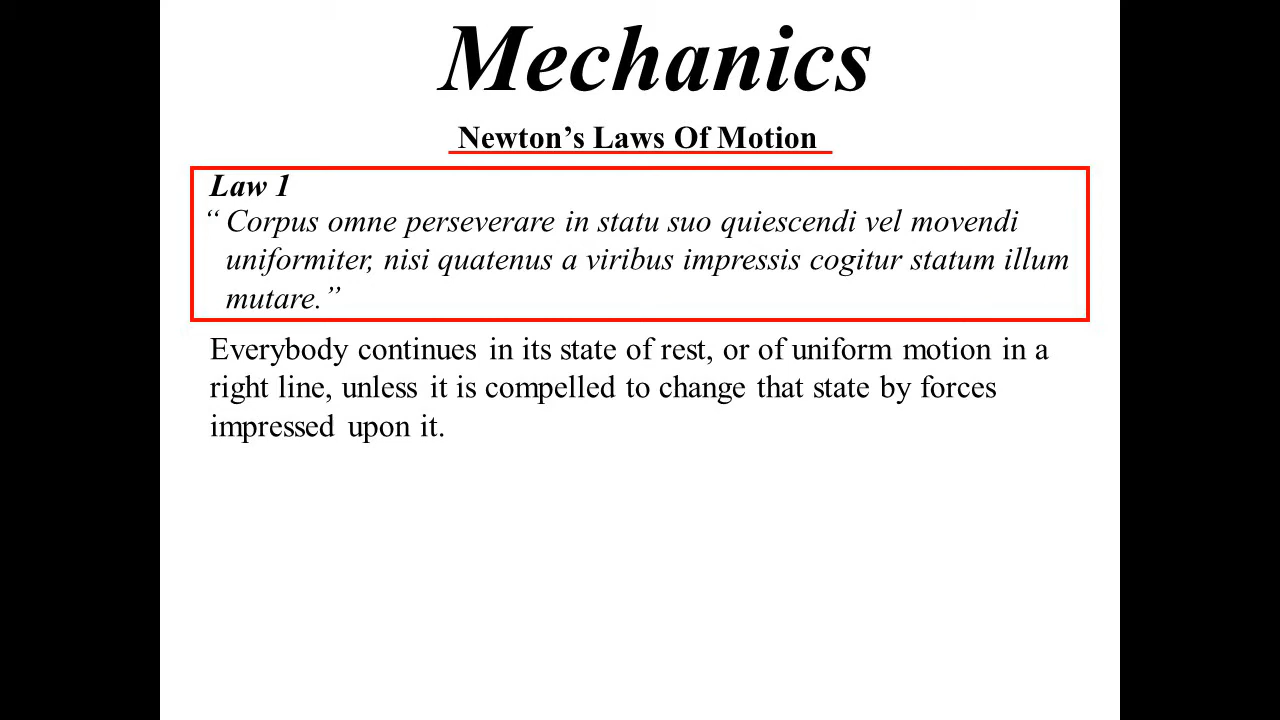 Mechanics
Newton’s Laws Of Motion
Law 1
“ Corpus omne perseverare in statu suo quiescendi vel movendi
uniformiter, nisi quatenus a viribus impressis cogitur statum illum
mutare.”
Everybody continues in its state of rest, or of uniform motion in a
right line, unless it is compelled to change that state by forces
impressed upon it.